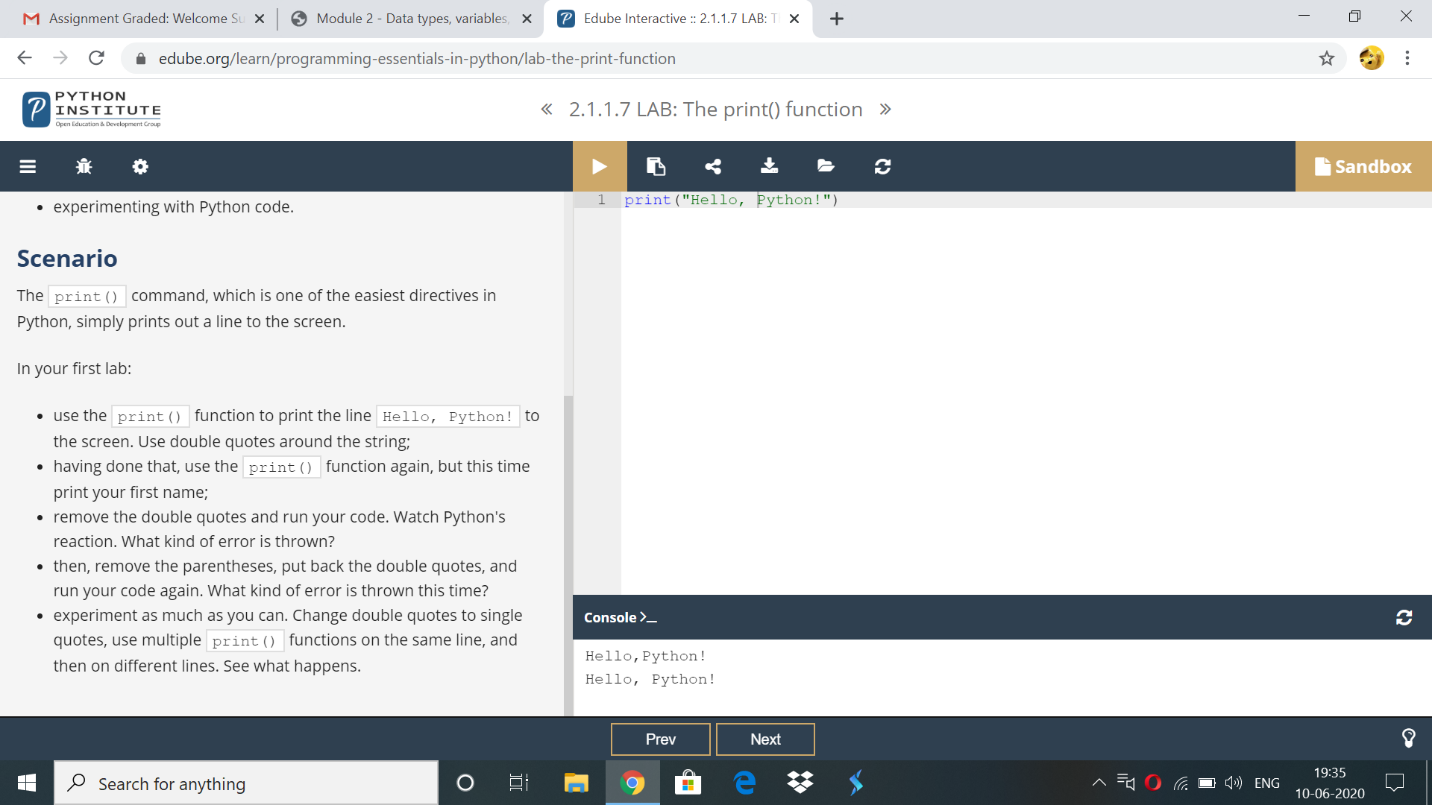 Assignment Graded: Welcome Su
Module 2 - Data types, variables,
Edube Interactive :: 2.1.1.7 LAB: T
edube.org/learn/programming-essentials-in-python/lab-the-print-function
PYTHON
INSTITUTE
Open Education & Development Group
« 2.1.1.7 LAB: The print() function »
Sandbox
• experimenting with Python code.
1 print("Hello, Python!")
Scenario
The print() command, which is one of the easiest directives in
Python, simply prints out a line to the screen.
In your first lab:
• use the print() function to print the line Hello, Python! to
the screen. Use double quotes around the string;
• having done that, use the print() function again, but this time
print your first name;
• remove the double quotes and run your code. Watch Python's
reaction. What kind of error is thrown?
• then, remove the parentheses, put back the double quotes, and
run your code again. What kind of error is thrown this time?
• experiment as much as you can. Change double quotes to single
quotes, use multiple print() functions on the same line, and
then on different lines. See what happens.
Console >_
Hello,Python!
Hello, Python!
Prev
Next
Search for anything
ENG
19:35
10-06-2020